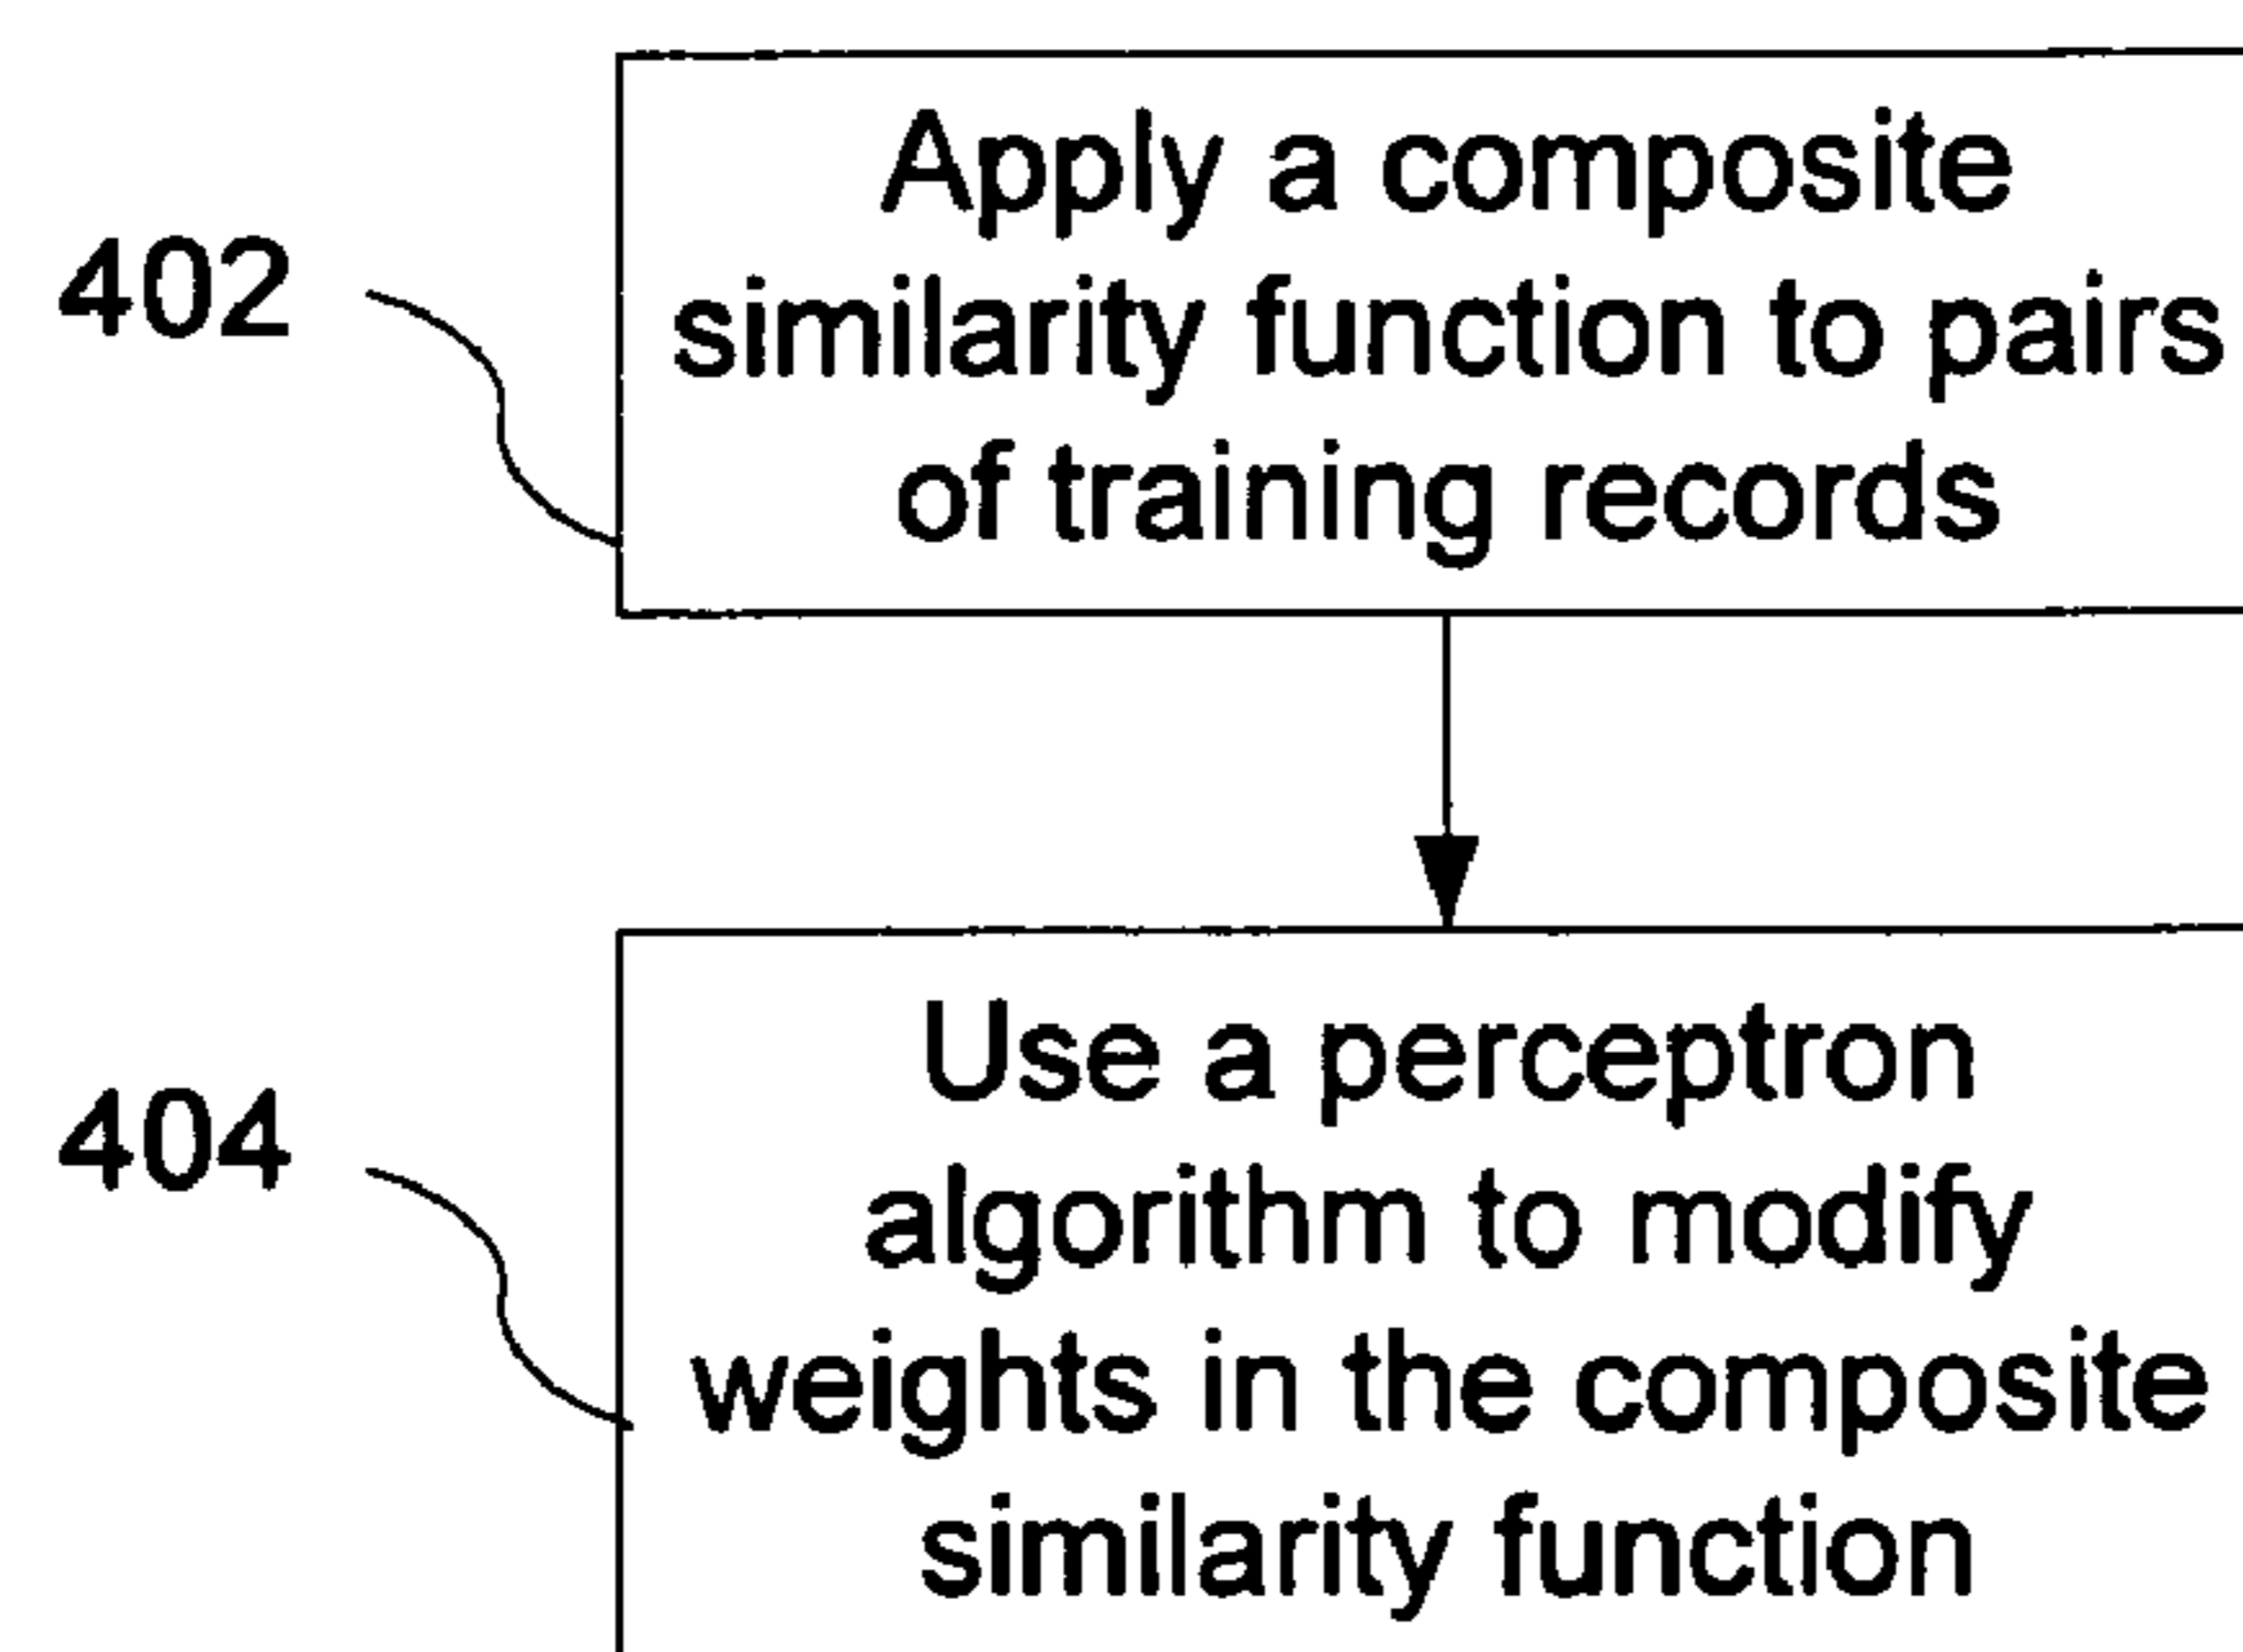 402
Apply a composite
similarity function to pairs
of training records
404
Use a perceptron
algorithm to modify
weights in the composite
similarity function